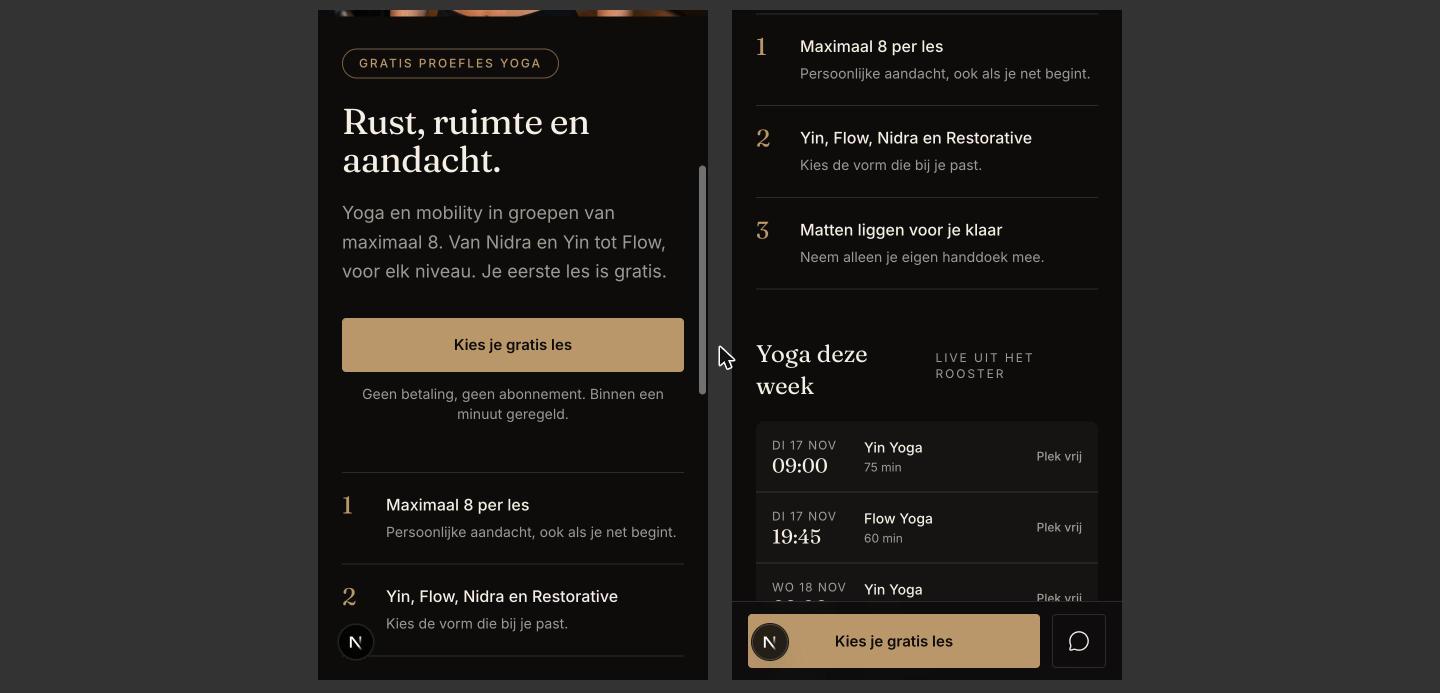 GRATIS PROEFLES YOGA
Rust, ruimte en
aandacht.
Yoga en mobility in groepen van
maximaal 8. Van Nidra en Yin tot Flow,
voor elk niveau. Je eerste les is gratis.
Kies je gratis les
Geen betaling, geen abonnement. Binnen een
minuut geregeld.
1
Maximaal 8 per les
Persoonlijke aandacht, ook als je net begint.
2
Yin, Flow, Nidra en Restorative
Kies de vorm die bij je past.
N
1
Maximaal 8 per les
Persoonlijke aandacht, ook als je net begint.
2
Yin, Flow, Nidra en Restorative
Kies de vorm die bij je past.
3
Matten liggen voor je klaar
Neem alleen je eigen handdoek mee.
Yoga deze
week
LIVE UIT HET
ROOSTER
DI 17 NOV
09:00
Yin Yoga
75 min
Plek vrij
DI 17 NOV
19:45
Flow Yoga
60 min
Plek vrij
WO 18 NOV
Yin Yoga
Plek vrij
N
Kies je gratis les